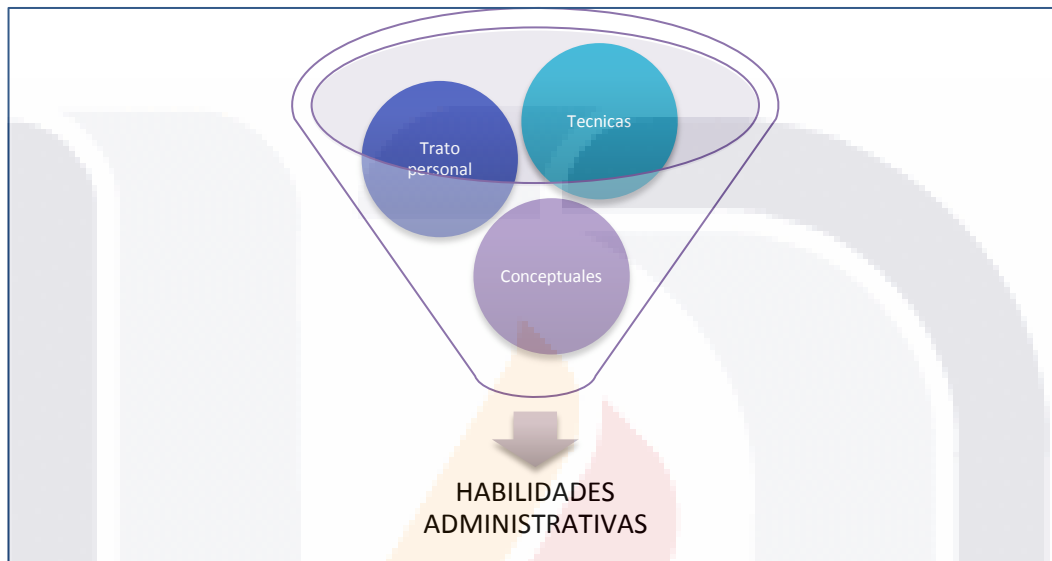 Tecnicas
Trato
personal
Conceptuales
HABILIDADES
ADMINISTRATIVAS